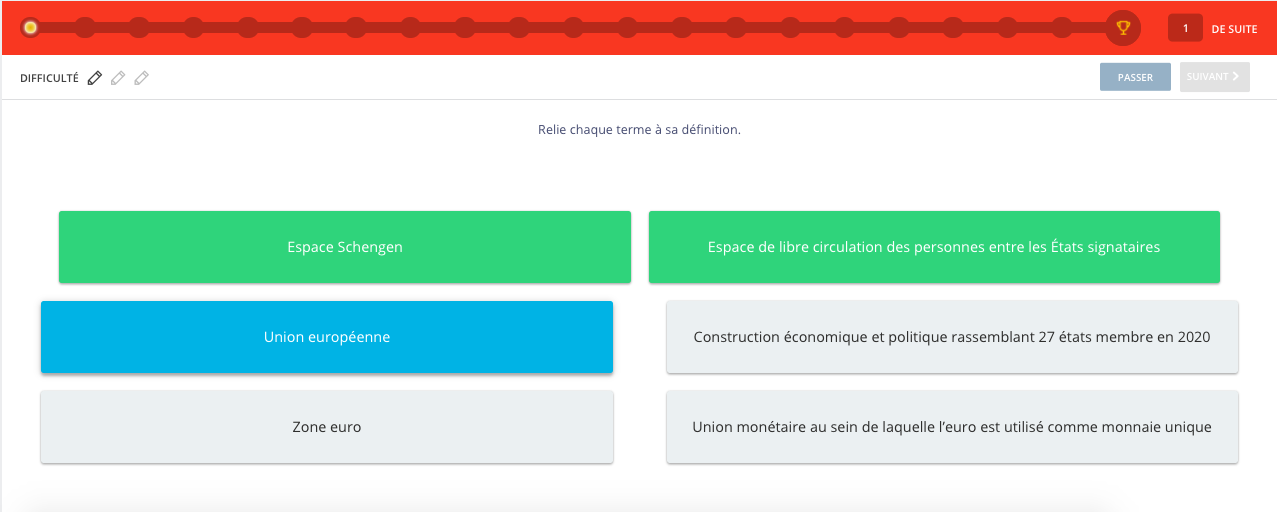 1 DE SUITE
DIFFICULTÉ
PASSER
SUIVANT
Relie chaque terme à sa définition.
Espace Schengen
Espace de libre circulation des personnes entre les États signataires
Union européenne
Construction économique et politique rassemblant 27 états membre en 2020
Zone euro
Union monétaire au sein de laquelle l’euro est utilisé comme monnaie unique